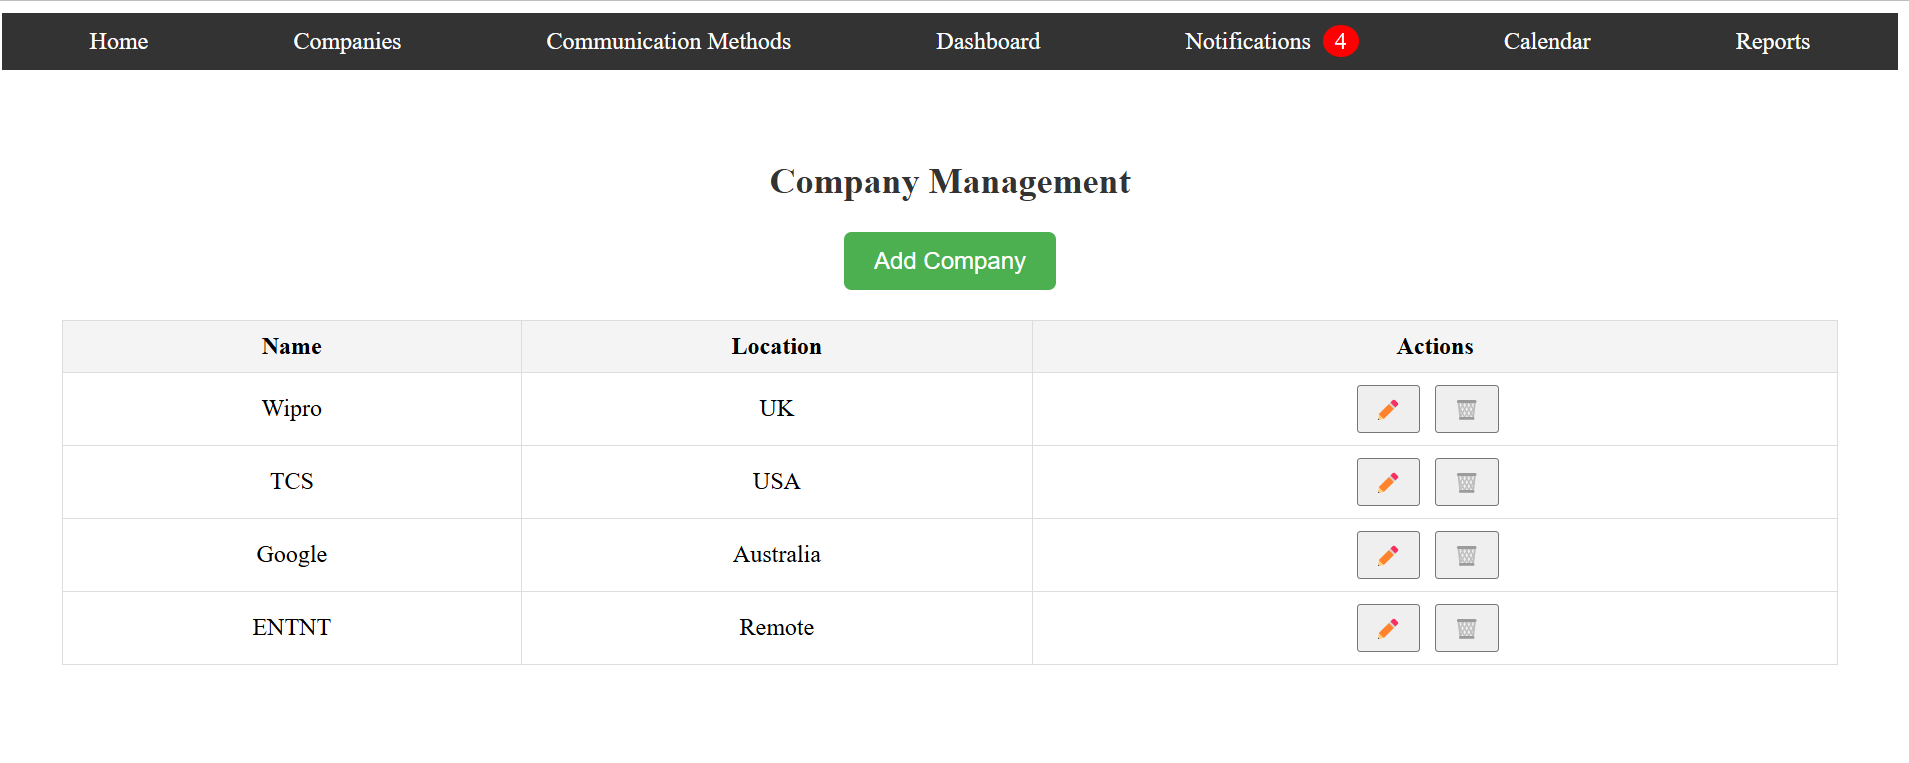 Home Companies Communication Methods Dashboard Notifications 4 Calendar Reports
Company Management
Add Company
Name Location Actions
Wipro UK
TCS USA
Google Australia
ENTNT Remote